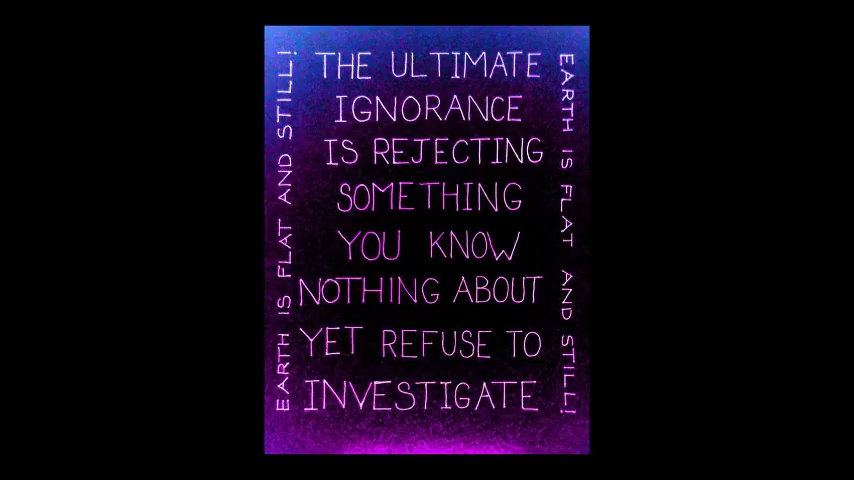 THE ULTIMATE
IGNORANCE
IS REJECTING
SOMETHING
YOU KNOW
NOTHING ABOUT
YET REFUSE TO
INVESTIGATE
EARTH IS FLAT AND STILL!
EARTH IS FLAT AND STILL!